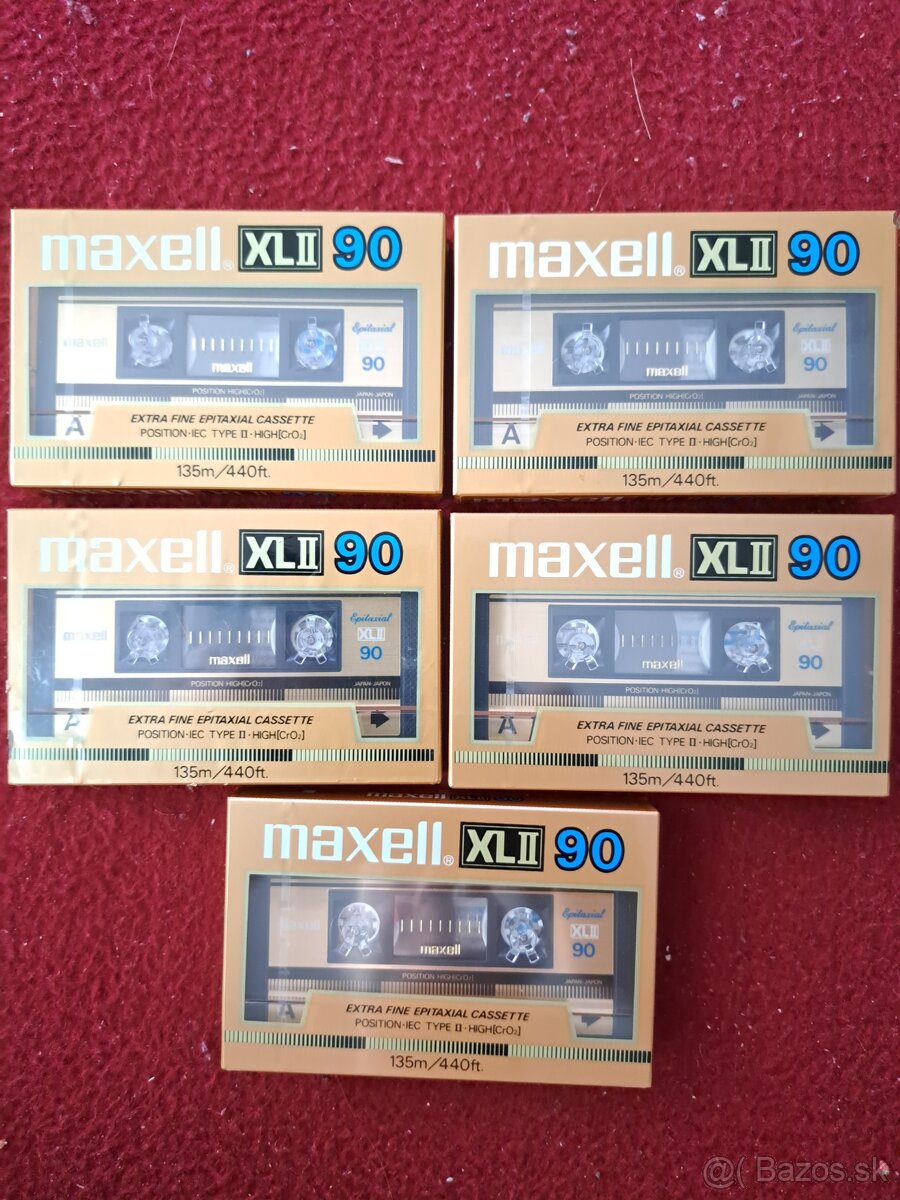 maxell® XLII 90
Epitaxial
maxell
90
maxell
POSITION HIGH[CrO₂]
JAPAN-JAPON
A
EXTRA FINE EPITAXIAL CASSETTE
POSITION·IEC TYPE II·HIGH[CrO₂]
135m/440ft.
maxell® XLII 90
Epitaxial
XLII
90
maxell
POSITION HIGH[CrO₂]
JAPAN-JAPON
A
EXTRA FINE EPITAXIAL CASSETTE
POSITION·IEC TYPE II·HIGH[CrO₂]
135m/440ft.
maxell® XLII 90
Epitaxial
maxell
XLII
90
maxell
POSITION HIGH[CrO₂]
JAPAN-JAPON
A
EXTRA FINE EPITAXIAL CASSETTE
POSITION·IEC TYPE II·HIGH[CrO₂]
135m/440ft.
maxell® XLII 90
Epitaxial
90
maxell
POSITION HIGH[CrO₂]
JAPAN-JAPON
A
EXTRA FINE EPITAXIAL CASSETTE
POSITION·IEC TYPE II·HIGH[CrO₂]
135m/440ft.
maxell XLII 90
maxell® XLII 90
Epitaxial
XLII
90
maxell
POSITION HIGH[CrO₂]
JAPAN-JAPON
A
EXTRA FINE EPITAXIAL CASSETTE
POSITION·IEC TYPE II·HIGH[CrO₂]
135m/440ft.
@( Bazos.sk